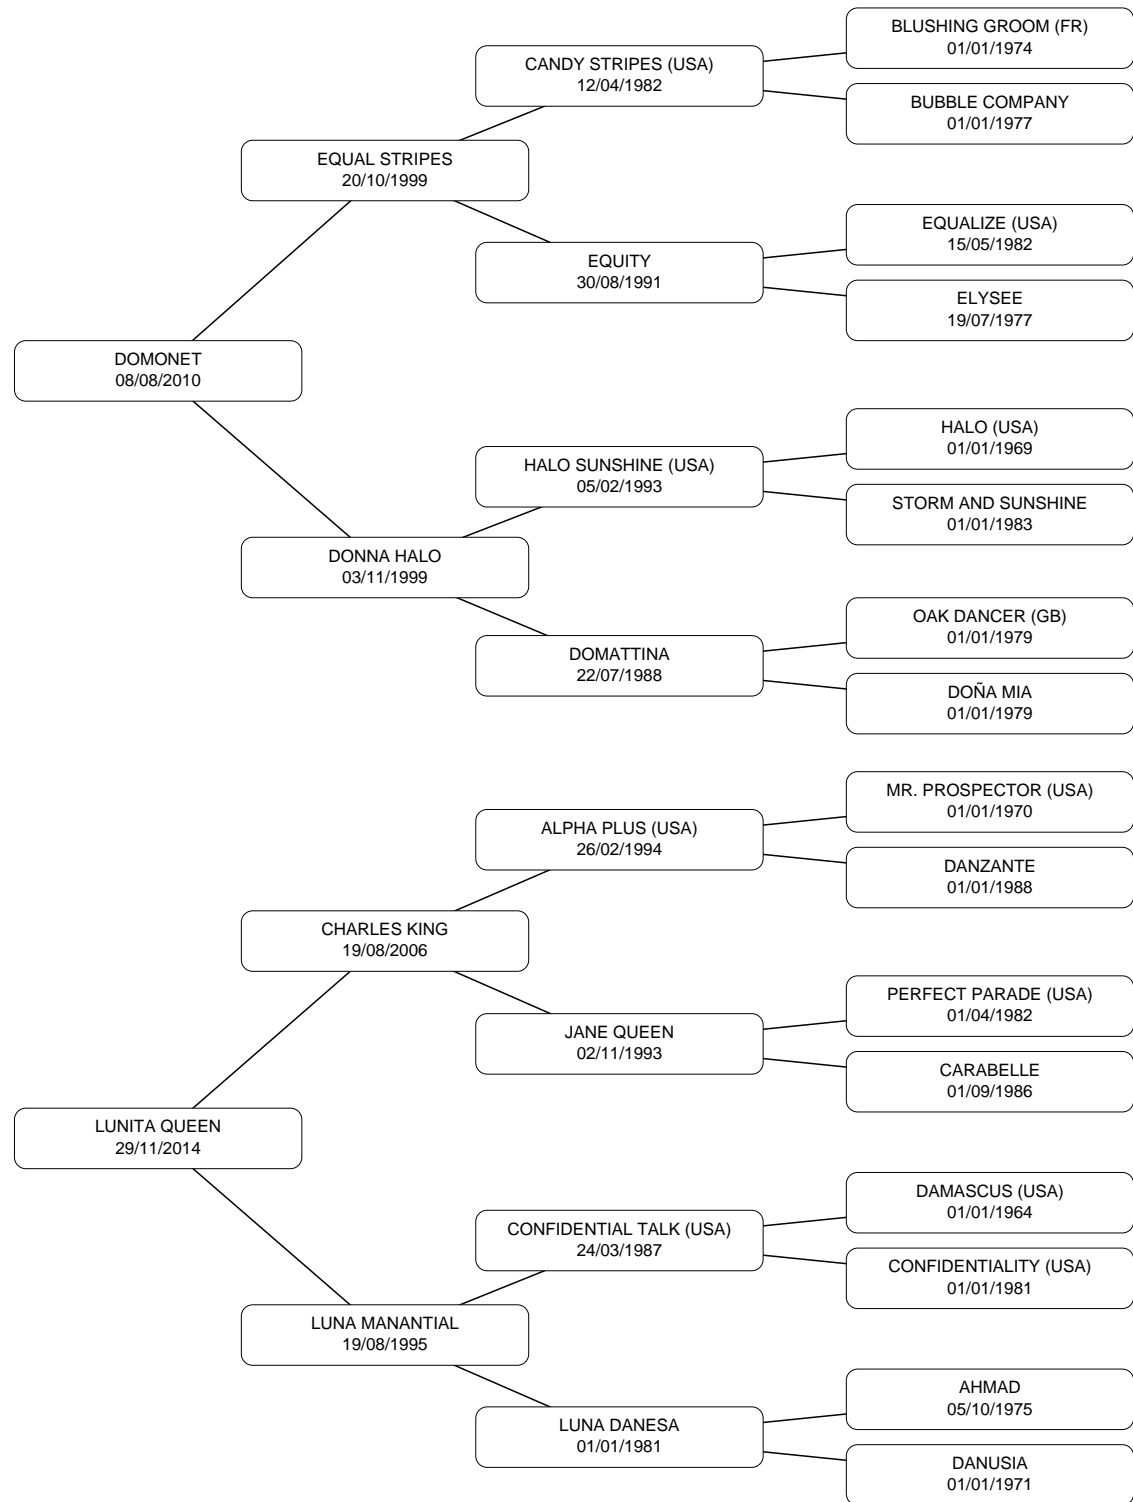 BLUSHING GROOM (FR)
01/01/1974
CANDY STRIPES (USA)
12/04/1982
BUBBLE COMPANY
01/01/1977
EQUAL STRIPES
20/10/1999
EQUALIZE (USA)
15/05/1982
EQUITY
30/08/1991
ELYSEE
19/07/1977
DOMONET
08/08/2010
HALO (USA)
01/01/1969
HALO SUNSHINE (USA)
05/02/1993
STORM AND SUNSHINE
01/01/1983
DONNA HALO
03/11/1999
OAK DANCER (GB)
01/01/1979
DOMATTINA
22/07/1988
DOÑA MIA
01/01/1979
MR. PROSPECTOR (USA)
01/01/1970
ALPHA PLUS (USA)
26/02/1994
DANZANTE
01/01/1988
CHARLES KING
19/08/2006
PERFECT PARADE (USA)
01/04/1982
JANE QUEEN
02/11/1993
CARABELLE
01/09/1986
LUNITA QUEEN
29/11/2014
DAMASCUS (USA)
01/01/1964
CONFIDENTIAL TALK (USA)
24/03/1987
CONFIDENTIALITY (USA)
01/01/1981
LUNA MANANTIAL
19/08/1995
AHMAD
05/10/1975
LUNA DANESA
01/01/1981
DANUSIA
01/01/1971